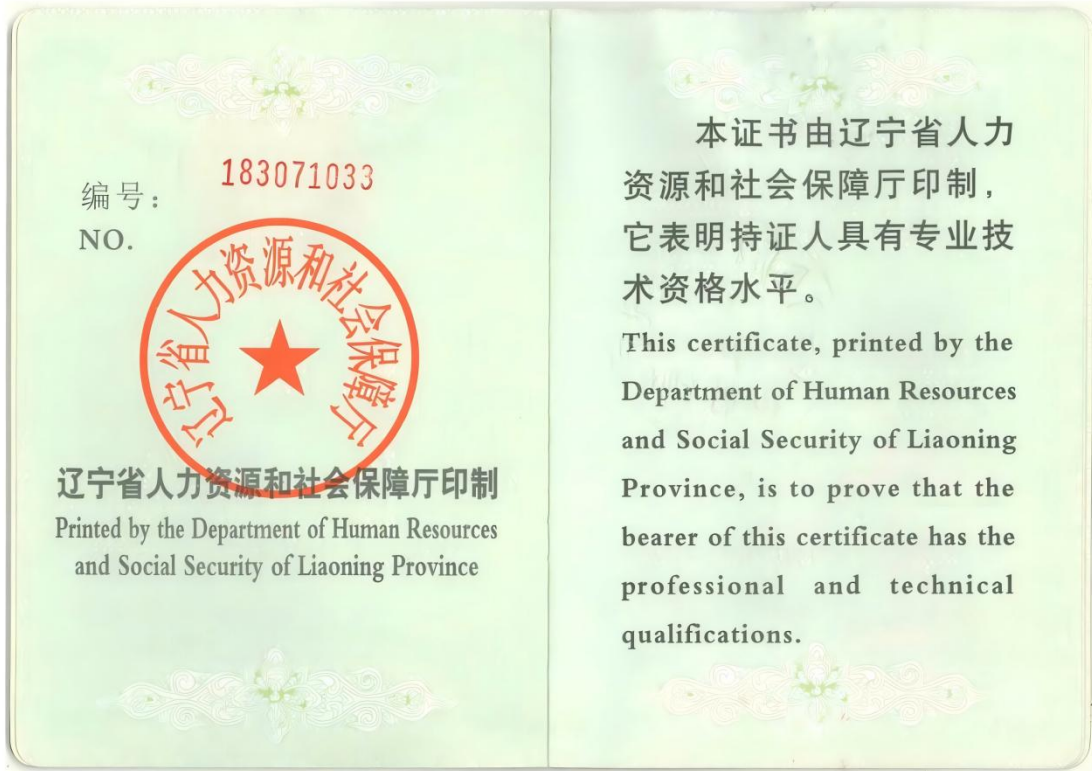 编号：
183071033
NO.
辽宁省人力资源和社会保障厅
辽宁省人力资源和社会保障厅印制
Printed by the Department of Human Resources
and Social Security of Liaoning Province
本证书由辽宁省人力
资源和社会保障厅印制，
它表明持证人具有专业技
术资格水平。
This certificate, printed by the
Department of Human Resources
and Social Security of Liaoning
Province, is to prove that the
bearer of this certificate has the
professional and technical
qualifications.